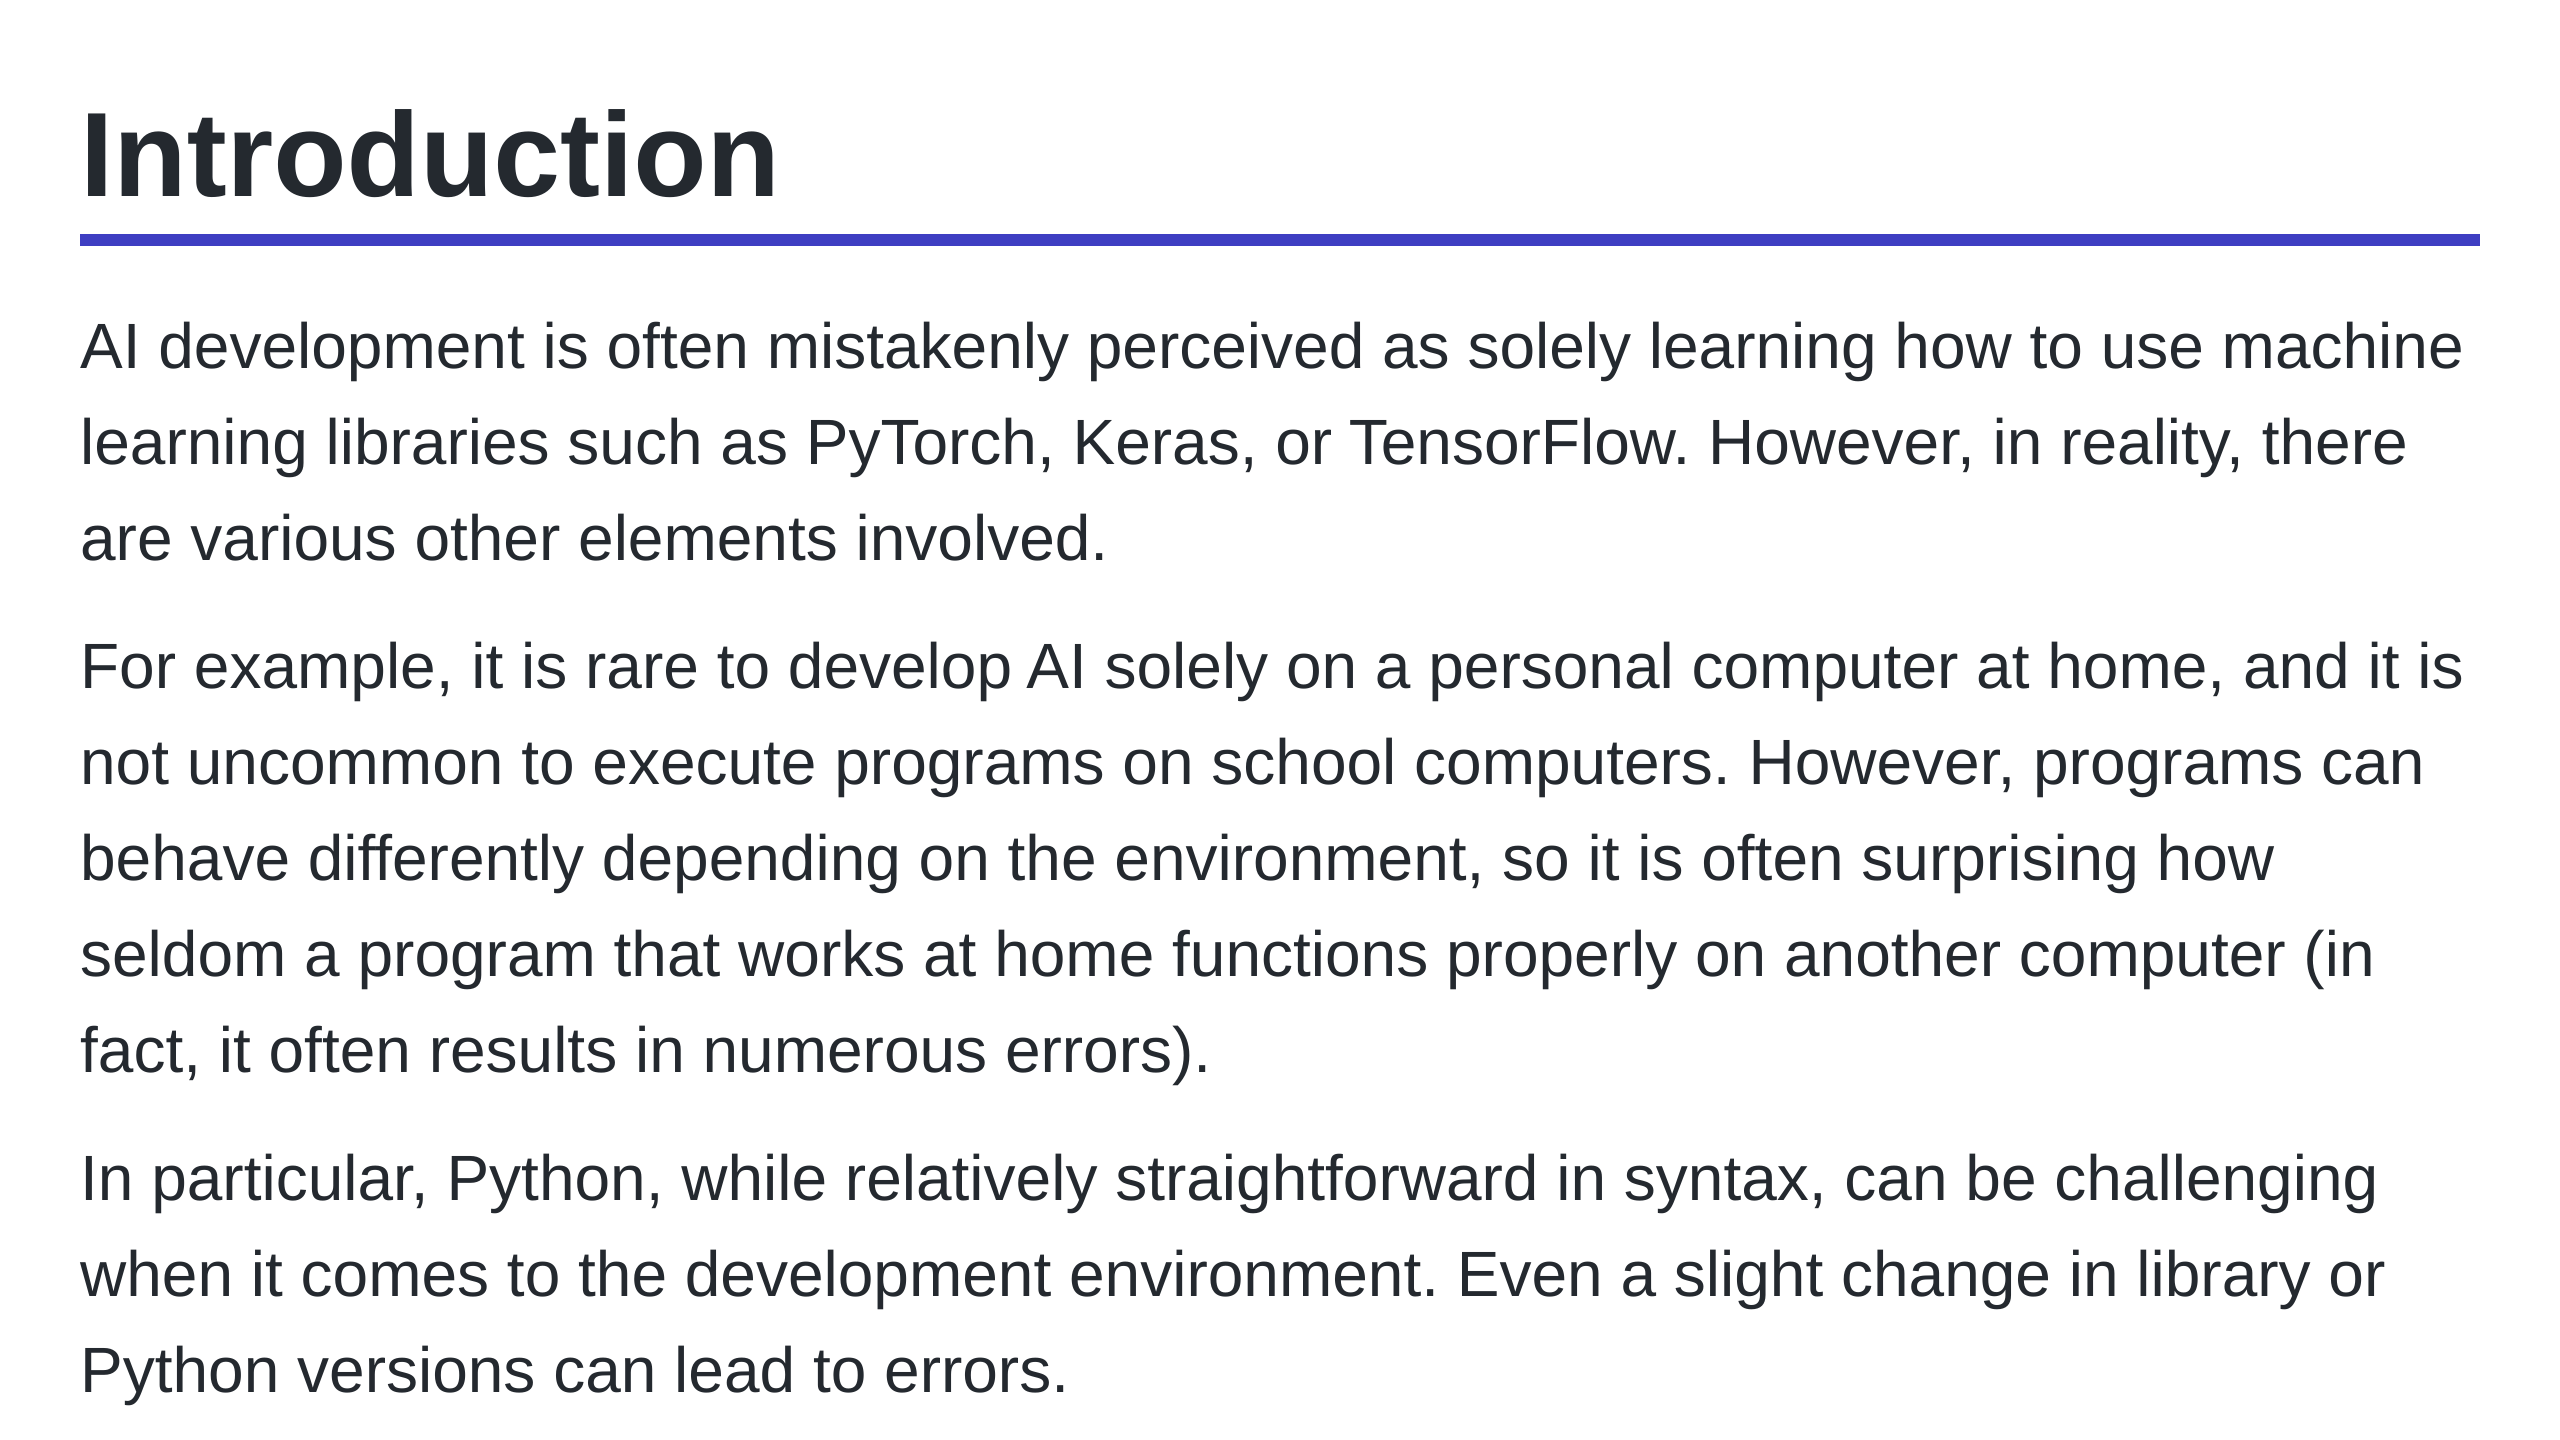 Introduction
AI development is often mistakenly perceived as solely learning how to use machine
learning libraries such as PyTorch, Keras, or TensorFlow. However, in reality, there
are various other elements involved.
For example, it is rare to develop AI solely on a personal computer at home, and it is
not uncommon to execute programs on school computers. However, programs can
behave differently depending on the environment, so it is often surprising how
seldom a program that works at home functions properly on another computer (in
fact, it often results in numerous errors).
In particular, Python, while relatively straightforward in syntax, can be challenging
when it comes to the development environment. Even a slight change in library or
Python versions can lead to errors.